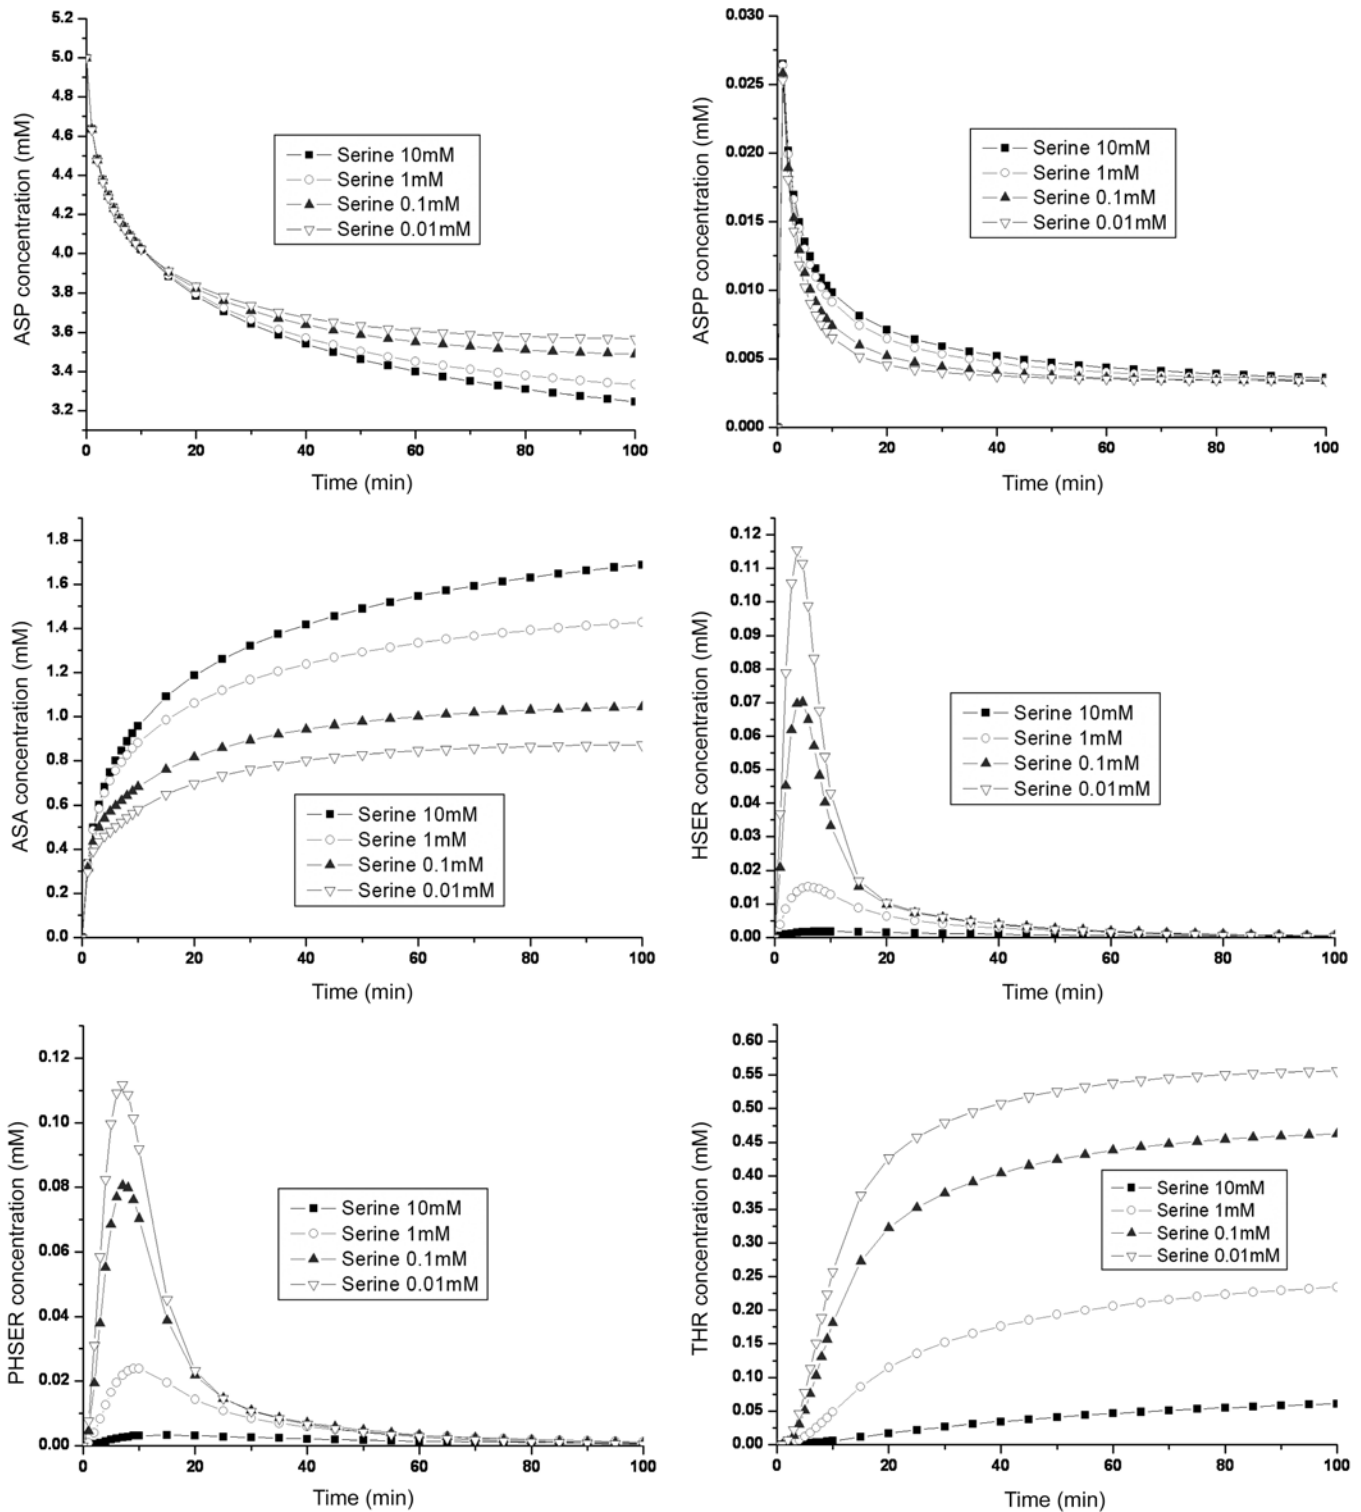 5.2
5.0
4.8
4.6
4.4
4.2
4.0
3.8
3.6
3.4
3.2
ASP concentration (mM)
Serine 10mM
Serine 1mM
Serine 0.1mM
Serine 0.01mM
0 20 40 60 80 100
Time (min)
0.030
0.025
0.020
0.015
0.010
0.005
0.000
ASPP concentration (mM)
Serine 10mM
Serine 1mM
Serine 0.1mM
Serine 0.01mM
0 20 40 60 80 100
Time (min)
1.8
1.6
1.4
1.2
1.0
0.8
0.6
0.4
0.2
0.0
ASA concentration (mM)
Serine 10mM
Serine 1mM
Serine 0.1mM
Serine 0.01mM
0 20 40 60 80 100
Time (min)
0.12
0.11
0.10
0.09
0.08
0.07
0.06
0.05
0.04
0.03
0.02
0.01
0.00
HSER concentration (mM)
Serine 10mM
Serine 1mM
Serine 0.1mM
Serine 0.01mM
0 20 40 60 80 100
Time (min)
0.12
0.10
0.08
0.06
0.04
0.02
0.00
PHSER concentration (mM)
Serine 10mM
Serine 1mM
Serine 0.1mM
Serine 0.01mM
0 20 40 60 80 100
Time (min)
0.60
0.55
0.50
0.45
0.40
0.35
0.30
0.25
0.20
0.15
0.10
0.05
0.00
THR concentration (mM)
Serine 10mM
Serine 1mM
Serine 0.1mM
Serine 0.01mM
0 20 40 60 80 100
Time (min)